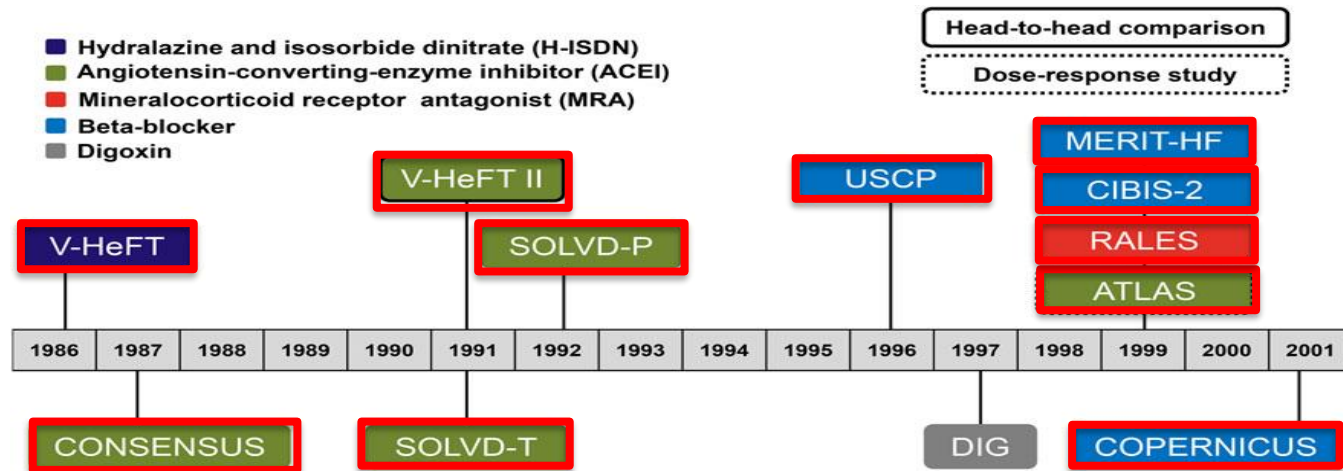 Hydralazine and isosorbide dinitrate (H-ISDN)
Angiotensin-converting-enzyme inhibitor (ACEI)
Mineralocorticoid receptor antagonist (MRA)
Beta-blocker
Digoxin
Head-to-head comparison
Dose-response study
MERIT-HF
V-HeFT II
USCP
CIBIS-2
V-HeFT
SOLVD-P
RALES
ATLAS
1986 1987 1988 1989 1990 1991 1992 1993 1994 1995 1996 1997 1998 1999 2000 2001
CONSENSUS
SOLVD-T
DIG
COPERNICUS